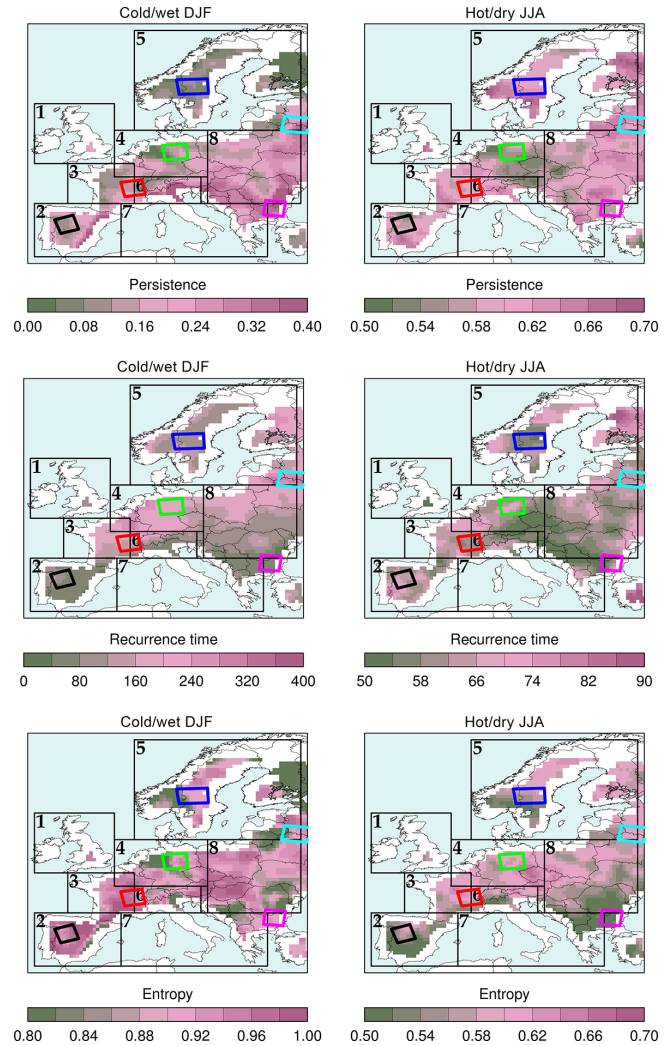 Cold/wet DJF Hot/dry JJA
5 5
1 1
4 8 4 8
3 3
6 6
2 7 2 7
Persistence Persistence
0.00 0.08 0.16 0.24 0.32 0.40 0.50 0.54 0.58 0.62 0.66 0.70
Cold/wet DJF Hot/dry JJA
5 5
1 1
4 8 4 8
3 3
6 6
2 7 2 7
Recurrence time Recurrence time
0 80 160 240 320 400 50 58 66 74 82 90
Cold/wet DJF Hot/dry JJA
5 5
1 1
4 8 4 8
3 3
6 6
2 7 2 7
Entropy Entropy
0.80 0.84 0.88 0.92 0.96 1.00 0.50 0.54 0.58 0.62 0.66 0.70